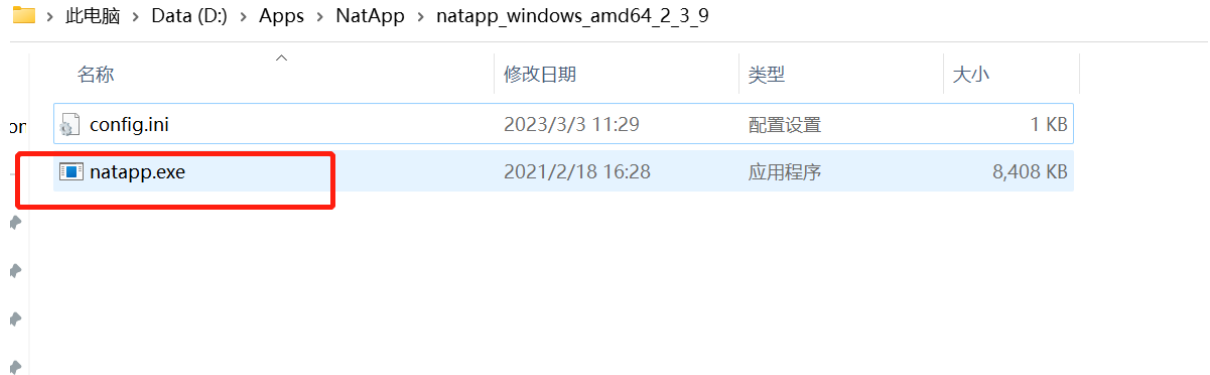 此电脑 > Data (D:) > Apps > NatApp > natapp_windows_amd64_2_3_9
名称 修改日期 类型 大小
config.ini 2023/3/3 11:29 配置设置 1 KB
natapp.exe 2021/2/18 16:28 应用程序 8,408 KB